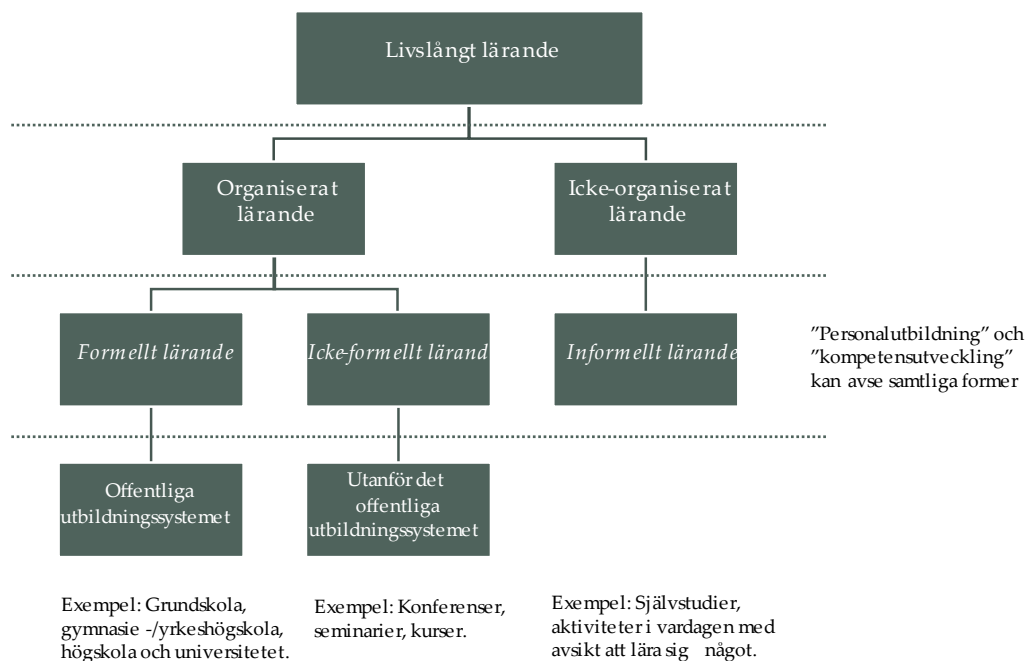 Livslångt lärande
Organiserat
lärande
Icke-organiserat
lärande
Formellt lärande
Icke-formellt lärand
Informellt lärande
"Personalutbildning" och
"kompetensutveckling"
kan avse samtliga former
Offentliga
utbildningssystemet
Utanför det
offentliga
utbildningssystemet
Exempel: Grundskola,
gymnasie -/yrkeshögskola,
högskola och universitetet.
Exempel: Konferenser,
seminarier, kurser.
Exempel: Självstudier,
aktiviteter i vardagen med
avsikt att lära sig något.